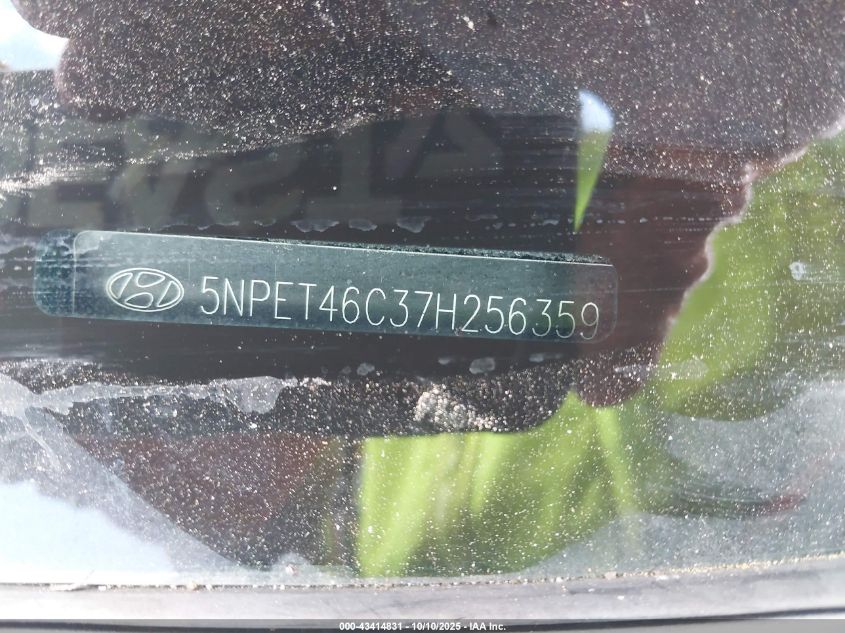 5NPET46C37H256359
000-43414831 - 10/10/2025 - IAA Inc.